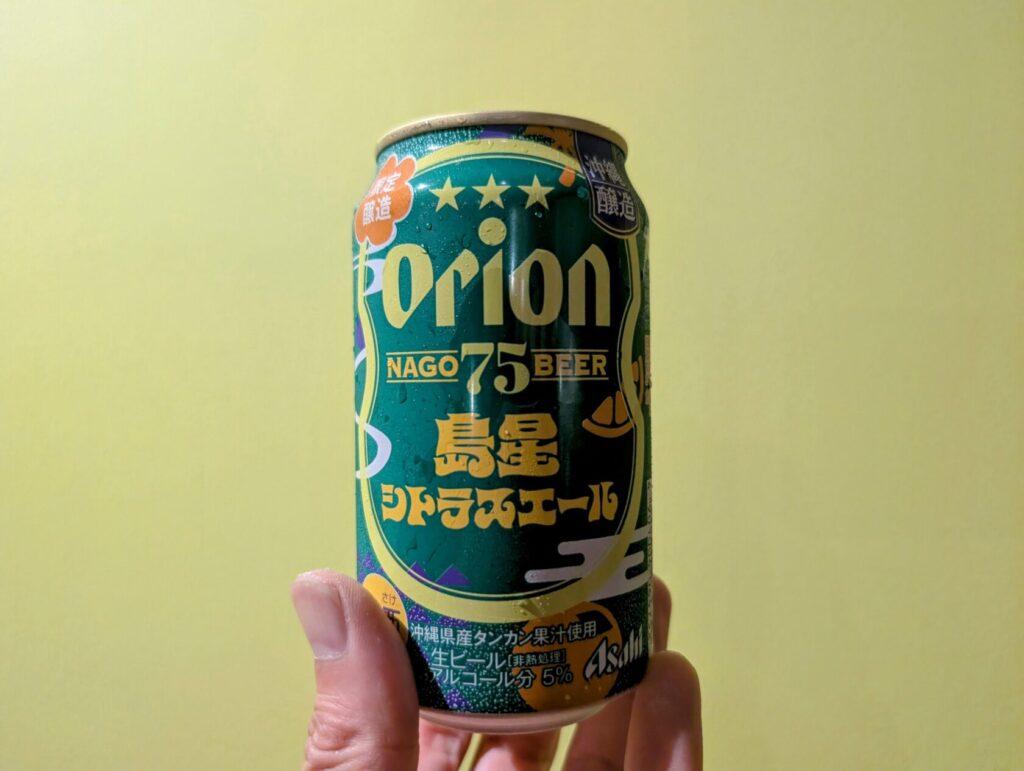 限定
醸造
沖縄
醸造
orion
NAGO 75 BEER
島星
シトラスエール
さけ
沖縄県産タンカン果汁使用
生ビール[非熱処理]
アルコール分 5%
Asahi